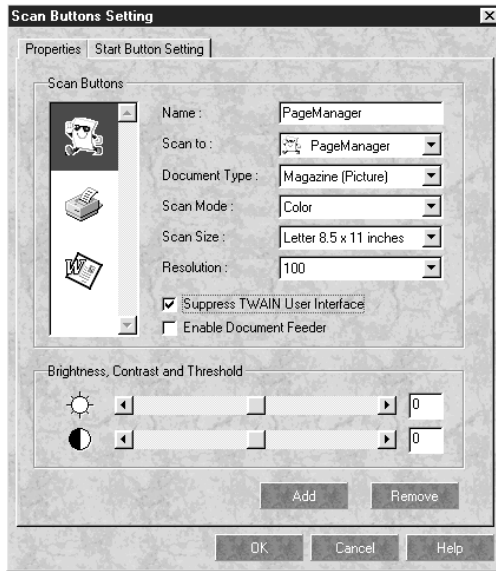 Scan Buttons Setting
Properties Start Button Setting
Scan Buttons
Name : PageManager
Scan to : PageManager
Document Type : Magazine (Picture)
Scan Mode : Color
Scan Size : Letter 8.5 x 11 inches
Resolution : 100
Suppress TWAIN User Interface
Enable Document Feeder
Brightness, Contrast and Threshold
0
0
Add Remove
OK Cancel Help